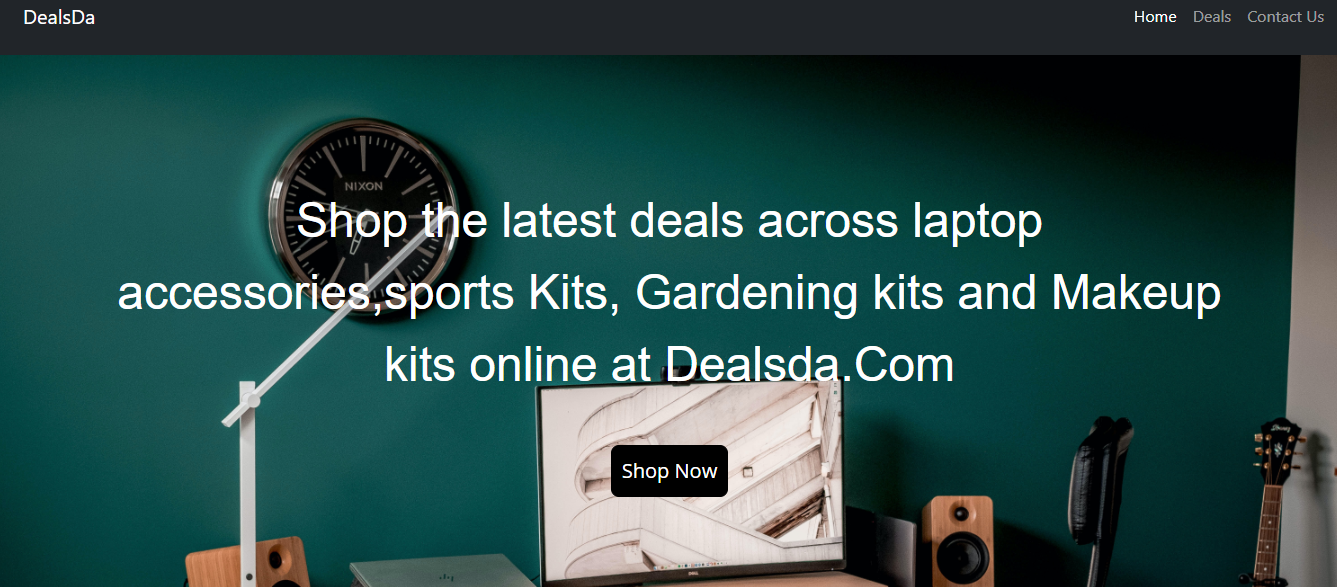 DealsDa
Home Deals Contact Us
NIXON
Shop the latest deals across laptop
accessories,sports Kits, Gardening kits and Makeup
kits online at Dealsda.Com
Shop Now
DELL